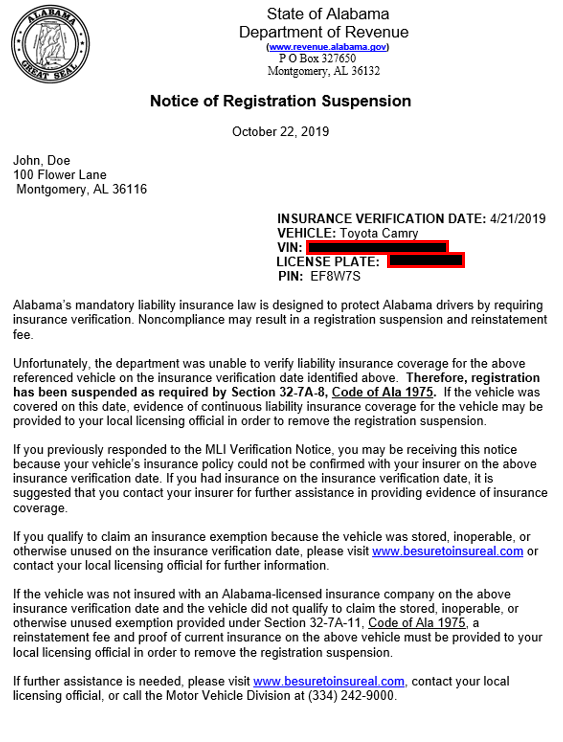 ALABAMA
GREAT SEAL
State of Alabama
Department of Revenue
(www.revenue.alabama.gov)
P O Box 327650
Montgomery, AL 36132
Notice of Registration Suspension
October 22, 2019
John, Doe
100 Flower Lane
Montgomery, AL 36116
INSURANCE VERIFICATION DATE: 4/21/2019
VEHICLE: Toyota Camry
VIN:
LICENSE PLATE:
PIN: EF8W7S
Alabama's mandatory liability insurance law is designed to protect Alabama drivers by requiring
insurance verification. Noncompliance may result in a registration suspension and reinstatement
fee.
Unfortunately, the department was unable to verify liability insurance coverage for the above
referenced vehicle on the insurance verification date identified above. Therefore, registration
has been suspended as required by Section 32-7A-8, Code of Ala 1975. If the vehicle was
covered on this date, evidence of continuous liability insurance coverage for the vehicle may be
provided to your local licensing official in order to remove the registration suspension.
If you previously responded to the MLI Verification Notice, you may be receiving this notice
because your vehicle's insurance policy could not be confirmed with your insurer on the above
insurance verification date. If you had insurance on the insurance verification date, it is
suggested that you contact your insurer for further assistance in providing evidence of insurance
coverage.
If you qualify to claim an insurance exemption because the vehicle was stored, inoperable, or
otherwise unused on the insurance verification date, please visit www.besuretoinsureal.com or
contact your local licensing official for further information.
If the vehicle was not insured with an Alabama-licensed insurance company on the above
insurance verification date and the vehicle did not qualify to claim the stored, inoperable, or
otherwise unused exemption provided under Section 32-7A-11, Code of Ala 1975, a
reinstatement fee and proof of current insurance on the above vehicle must be provided to your
local licensing official in order to remove the registration suspension.
If further assistance is needed, please visit www.besuretoinsureal.com, contact your local
licensing official, or call the Motor Vehicle Division at (334) 242-9000.